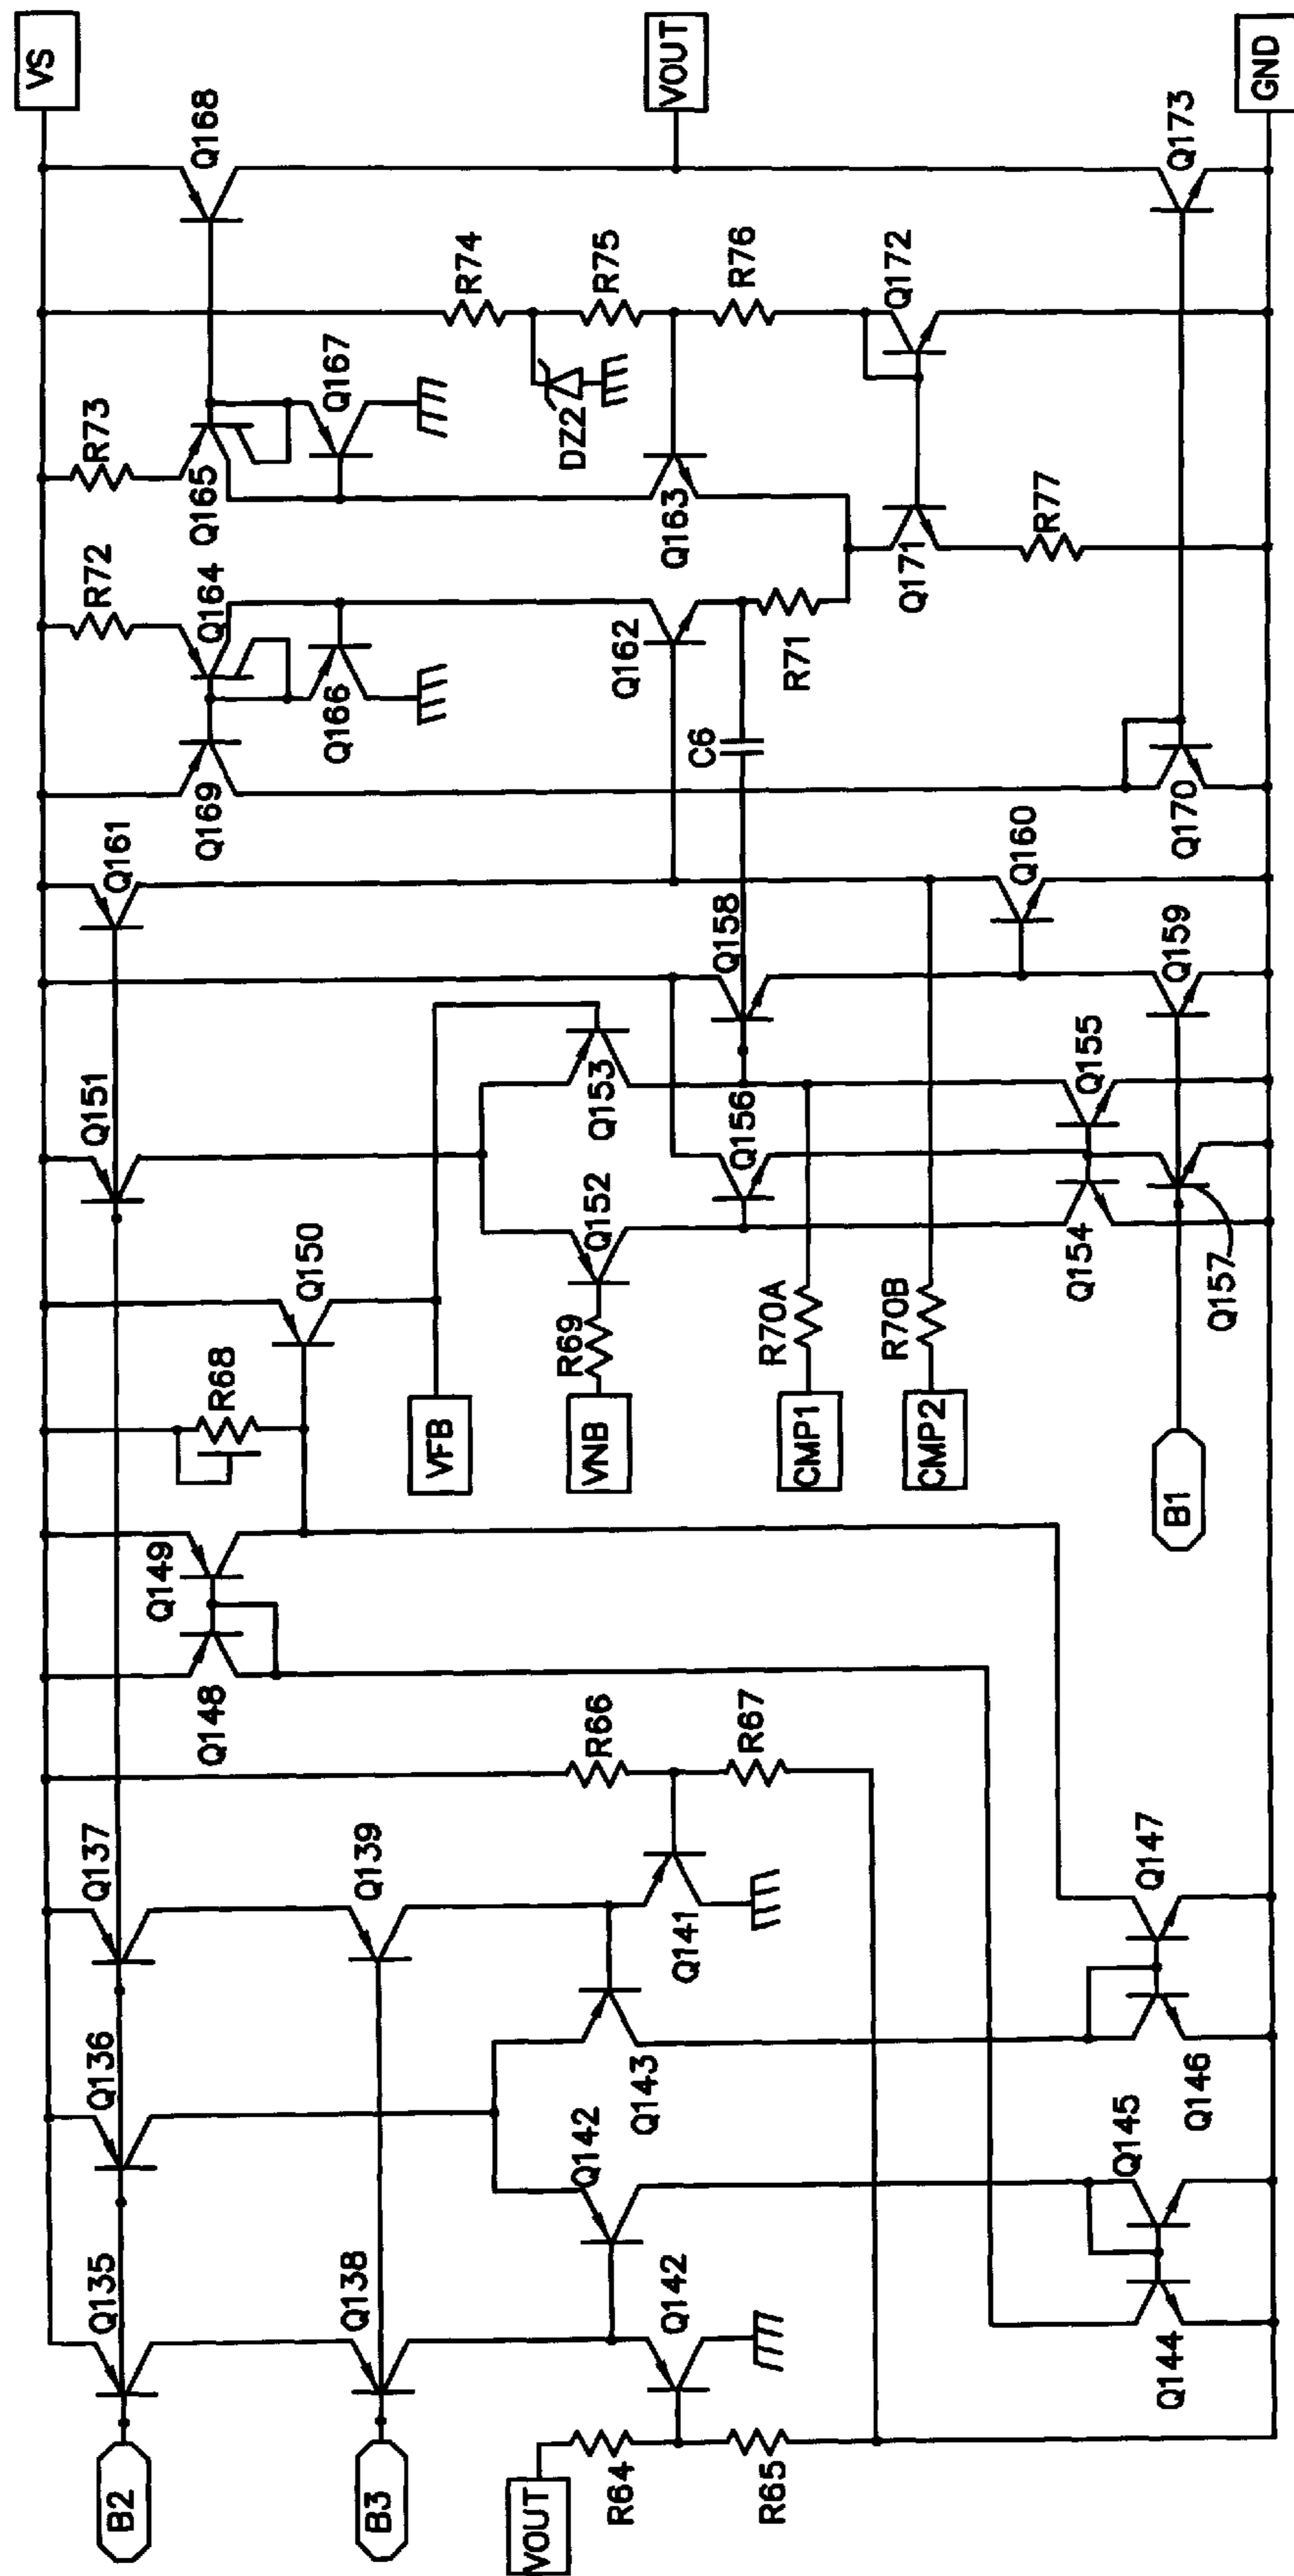 B2
B3
VOUT
R64
R65
Q135
Q138
Q142
Q142
Q144
Q145
Q136
Q143
Q146
Q147
Q137
Q139
Q141
R66
R67
Q148
Q149
R68
Q150
VFB
VNB
R69
CMP1
R70A
CMP2
R70B
B1
Q151
Q152
Q153
Q156
Q154
Q155
Q157
Q158
Q159
Q160
Q161
Q169
Q166
Q164
R72
C6
Q162
R71
Q170
Q165
R73
Q167
Q163
Q171
R77
DZ2
R74
R75
R76
Q172
Q168
Q173
VS
VOUT
GND